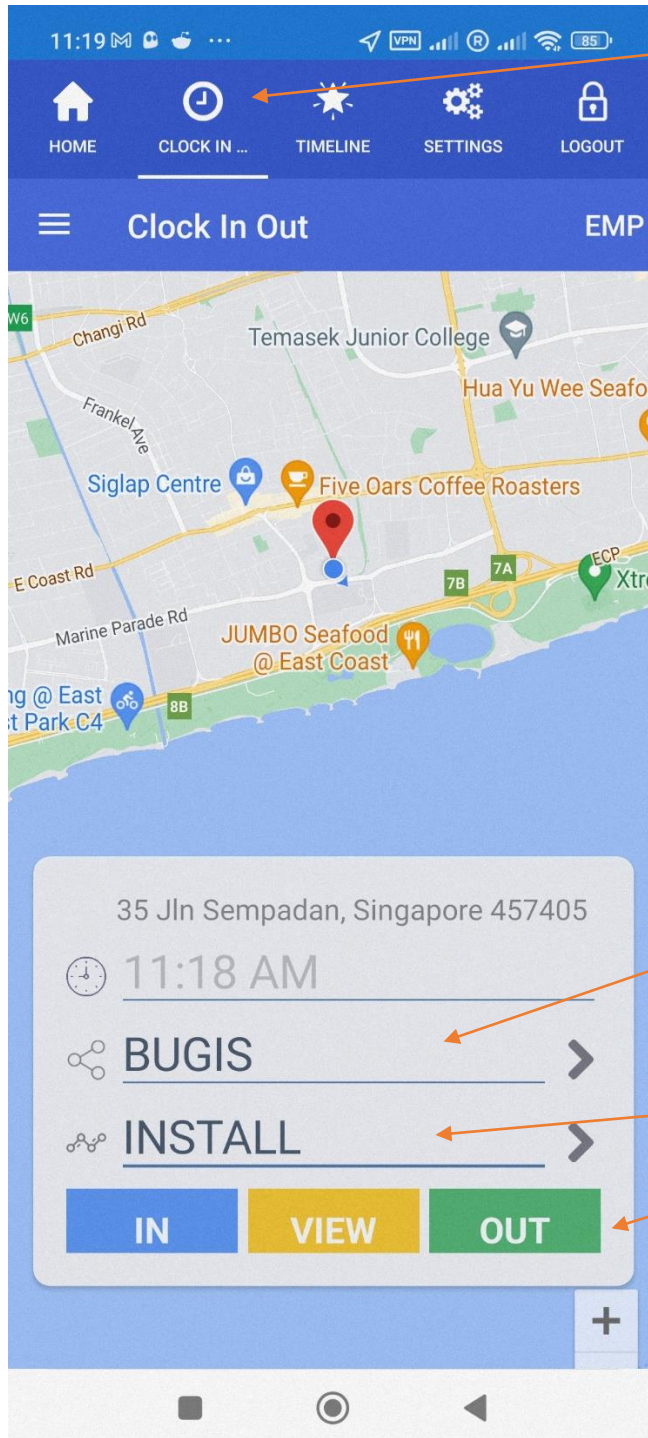 11:19
VPN
R
85
HOME
CLOCK IN ...
TIMELINE
SETTINGS
LOGOUT
Clock In Out
EMP
W6
Changi Rd
Temasek Junior College
Hua Yu Wee Seafo
Frankel Ave
Siglap Centre
Five Oars Coffee Roasters
E Coast Rd
7B
7A
ECP
Xtr
Marine Parade Rd
JUMBO Seafood
@ East Coast
ng @ East
st Park C4
8B
35 Jln Sempadan, Singapore 457405
11:18 AM
BUGIS
INSTALL
IN
VIEW
OUT
+